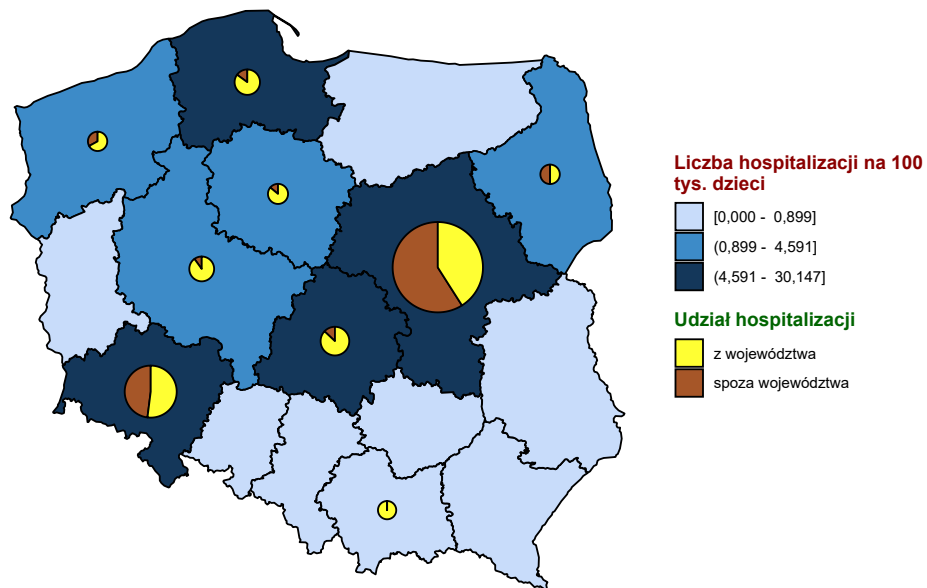 Liczba hospitalizacji na 100
tys. dzieci
[0,000 - 0,899]
(0,899 - 4,591]
(4,591 - 30,147]
Udział hospitalizacji
z województwa
spoza województwa